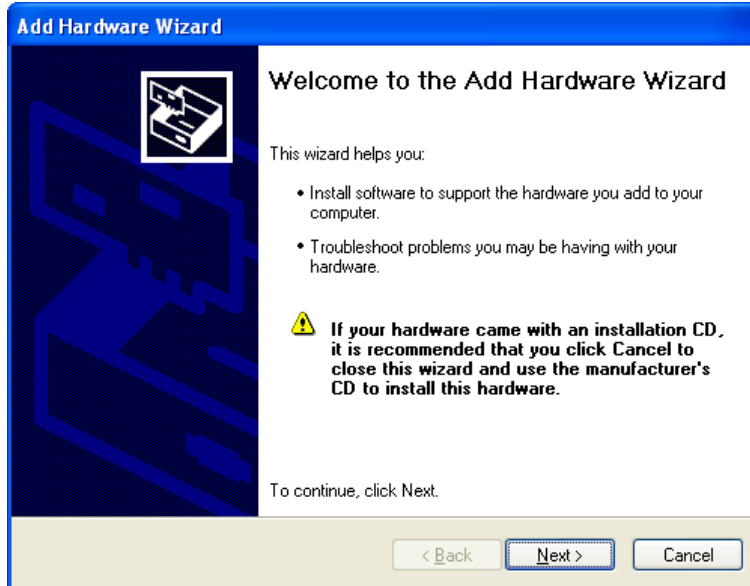 Add Hardware Wizard
Welcome to the Add Hardware Wizard
This wizard helps you:
• Install software to support the hardware you add to your
computer.
• Troubleshoot problems you may be having with your
hardware.
If your hardware came with an installation CD,
it is recommended that you click Cancel to
close this wizard and use the manufacturer's
CD to install this hardware.
To continue, click Next.
< Back
Next >
Cancel